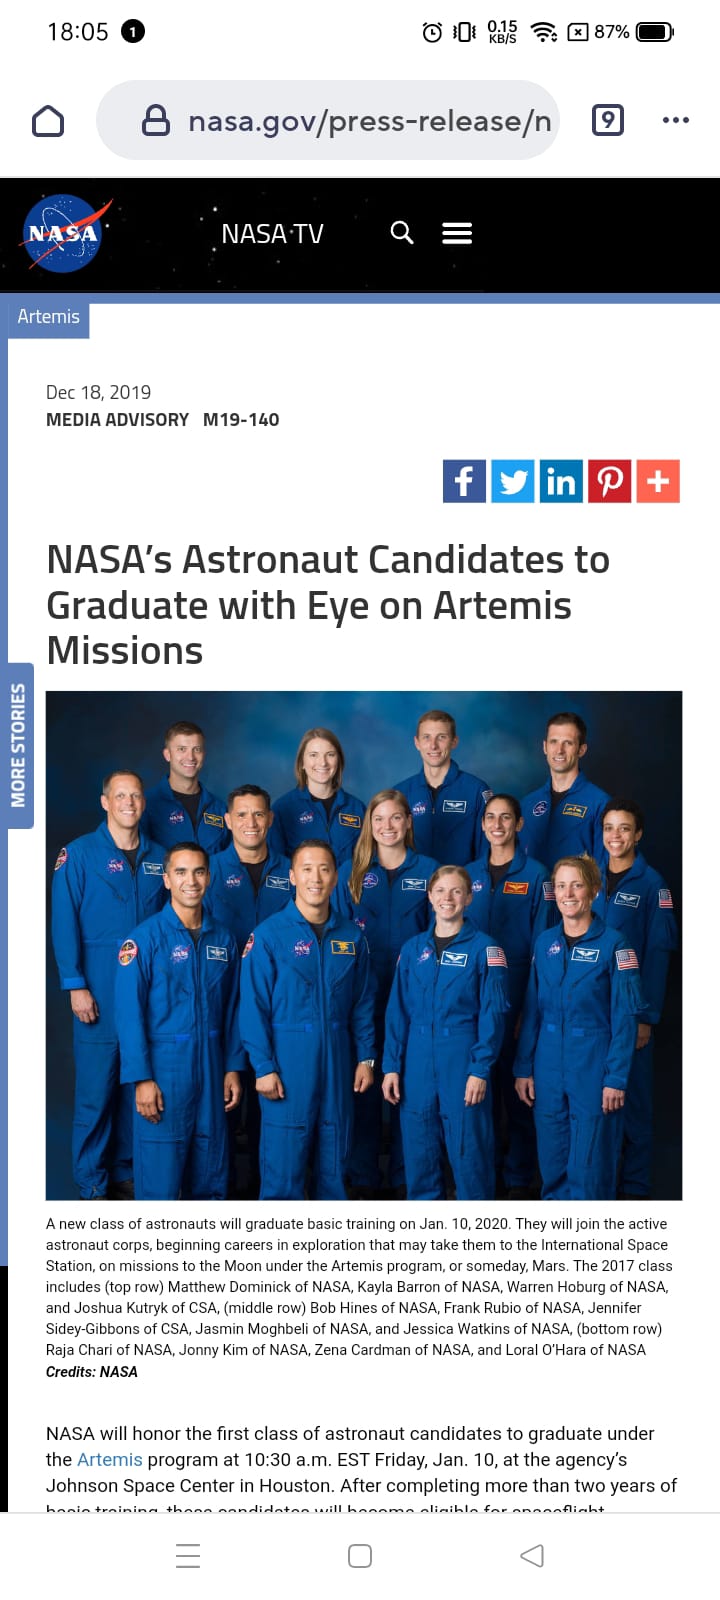 18:05 1 0.15 KB/S 87%
nasa.gov/press-release/n 9
NASA NASA TV
Artemis
Dec 18, 2019
MEDIA ADVISORY M19-140
NASA’s Astronaut Candidates to
Graduate with Eye on Artemis
Missions
MORE STORIES
A new class of astronauts will graduate basic training on Jan. 10, 2020. They will join the active
astronaut corps, beginning careers in exploration that may take them to the International Space
Station, on missions to the Moon under the Artemis program, or someday, Mars. The 2017 class
includes (top row) Matthew Dominick of NASA, Kayla Barron of NASA, Warren Hoburg of NASA,
and Joshua Kutryk of CSA, (middle row) Bob Hines of NASA, Frank Rubio of NASA, Jennifer
Sidey-Gibbons of CSA, Jasmin Moghbeli of NASA, and Jessica Watkins of NASA, (bottom row)
Raja Chari of NASA, Jonny Kim of NASA, Zena Cardman of NASA, and Loral O’Hara of NASA
Credits: NASA
NASA will honor the first class of astronaut candidates to graduate under
the Artemis program at 10:30 a.m. EST Friday, Jan. 10, at the agency’s
Johnson Space Center in Houston. After completing more than two years of
basic training, these candidates will become eligible for spaceflight